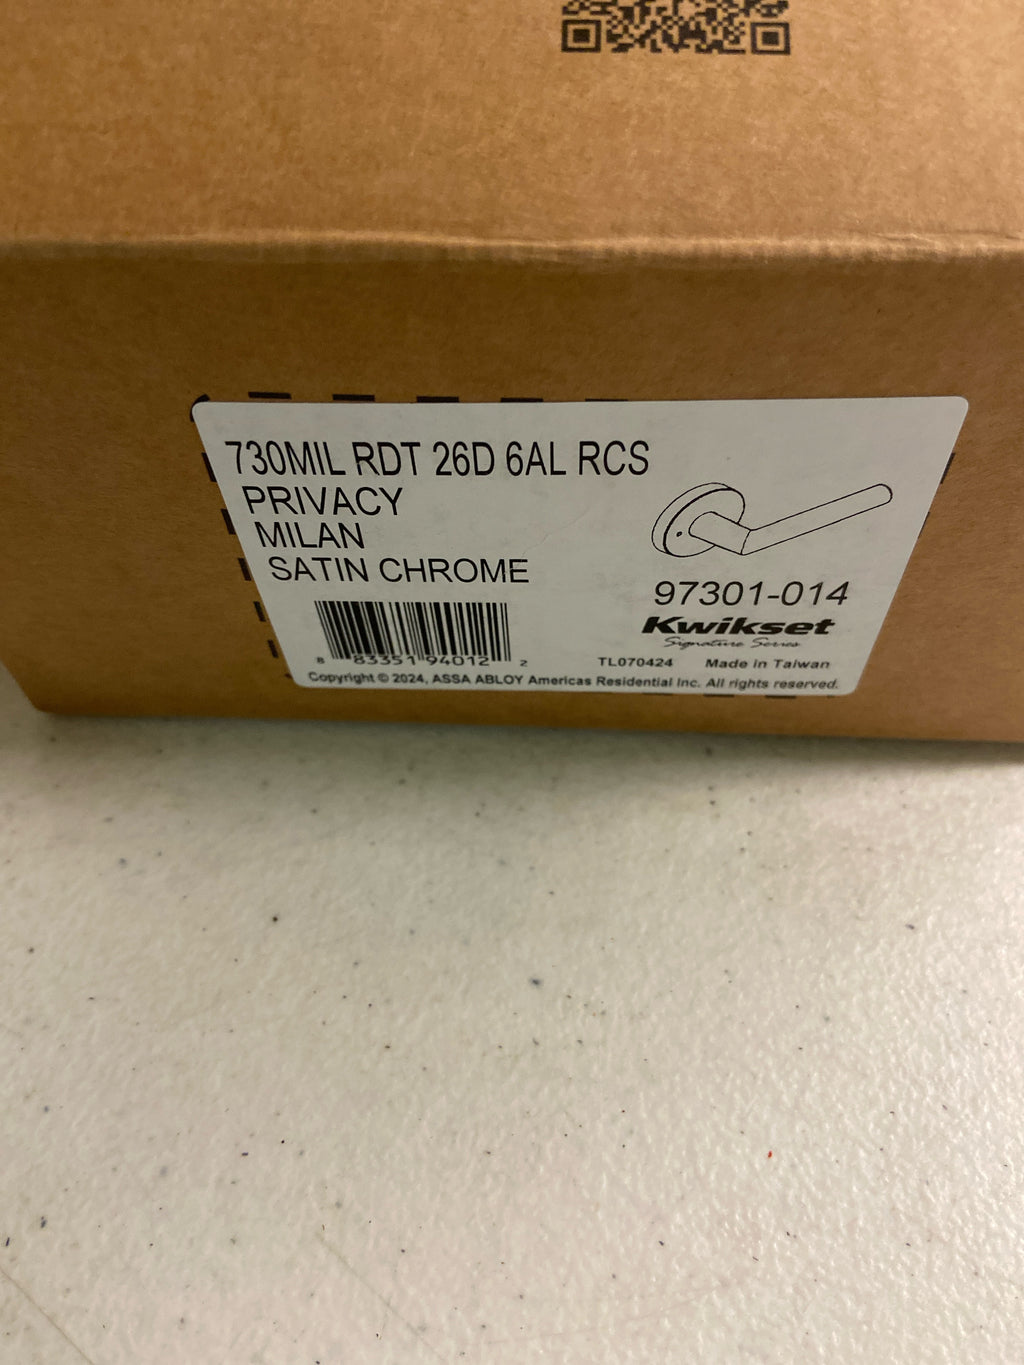 730MIL RDT 26D 6AL RCS
PRIVACY
MILAN
SATIN CHROME
97301-014
Kwikset
Signature Series
8 83351 94012 2
TL070424 Made in Taiwan
Copyright © 2024, ASSA ABLOY Americas Residential Inc. All rights reserved.